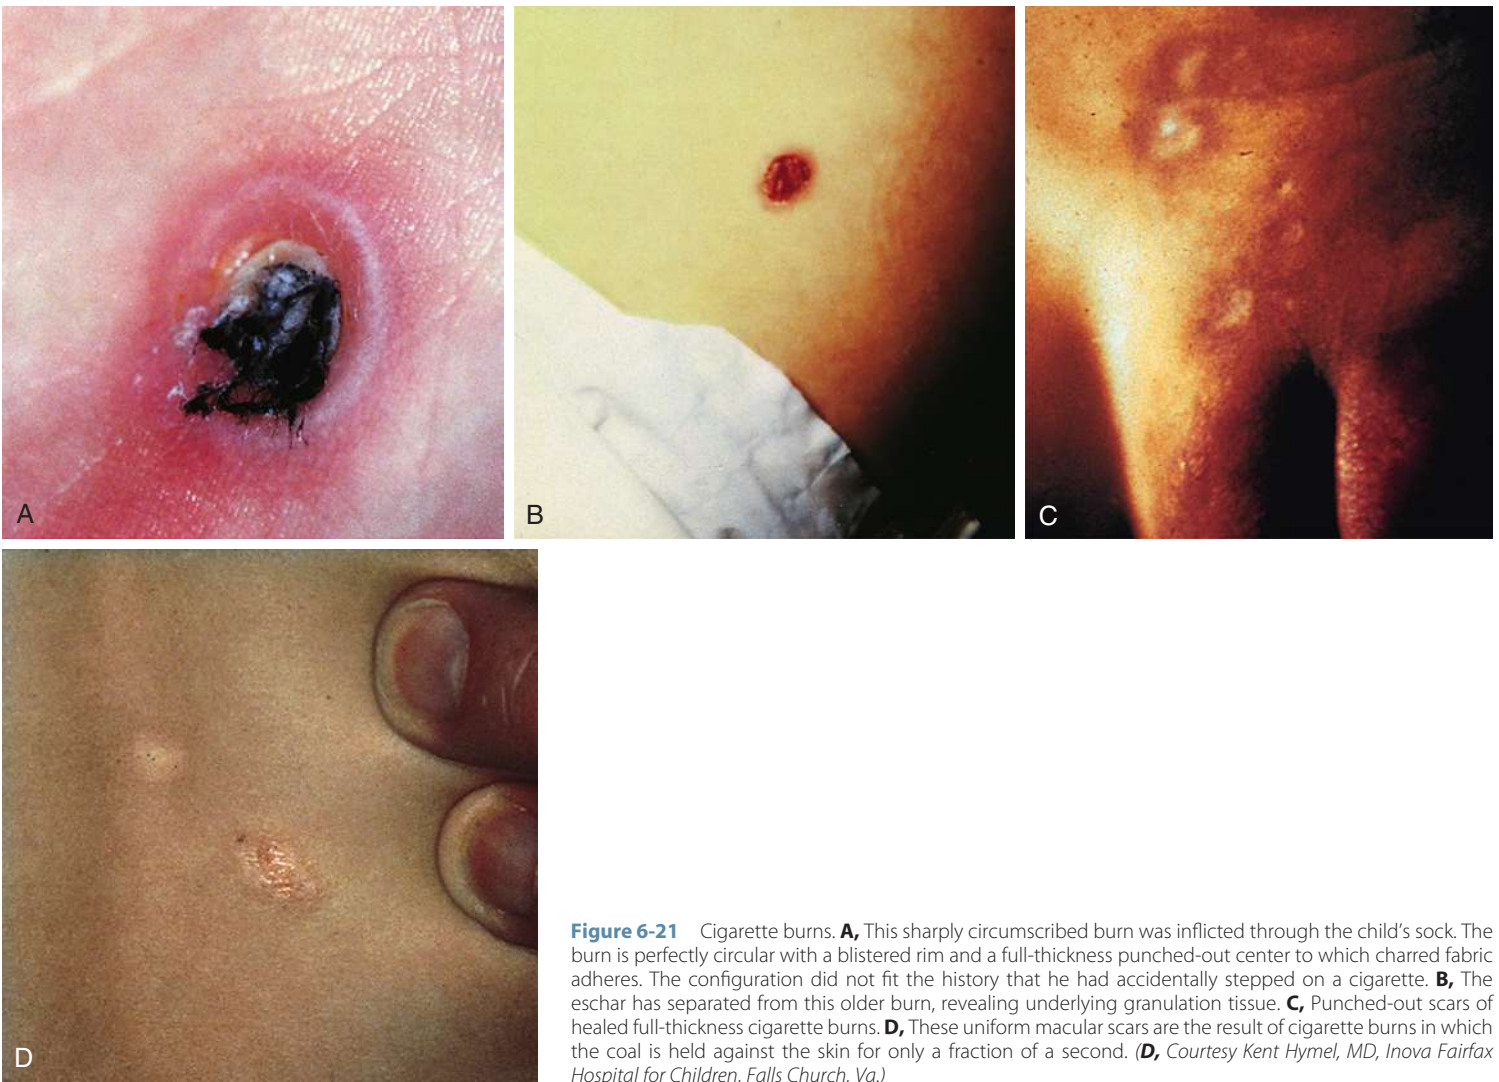 A
B
C
D
Figure 6-21 Cigarette burns. A, This sharply circumscribed burn was inflicted through the child's sock. The
burn is perfectly circular with a blistered rim and a full-thickness punched-out center to which charred fabric
adheres. The configuration did not fit the history that he had accidentally stepped on a cigarette. B, The
eschar has separated from this older burn, revealing underlying granulation tissue. C, Punched-out scars of
healed full-thickness cigarette burns. D, These uniform macular scars are the result of cigarette burns in which
the coal is held against the skin for only a fraction of a second. (D, Courtesy Kent Hymel, MD, Inova Fairfax
Hospital for Children, Falls Church, Va.)